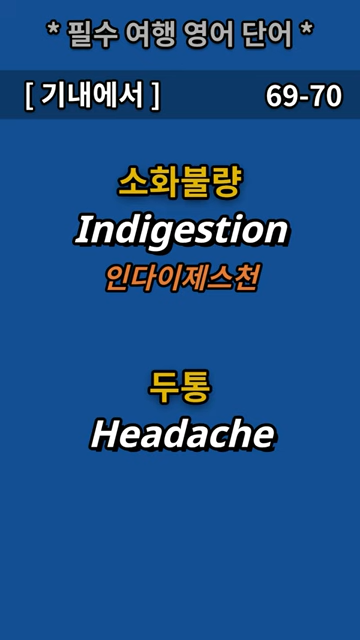 * 필수 여행 영어 단어 *
[ 기내에서 ] 69-70
소화불량
Indigestion
인다이제스천
두통
Headache